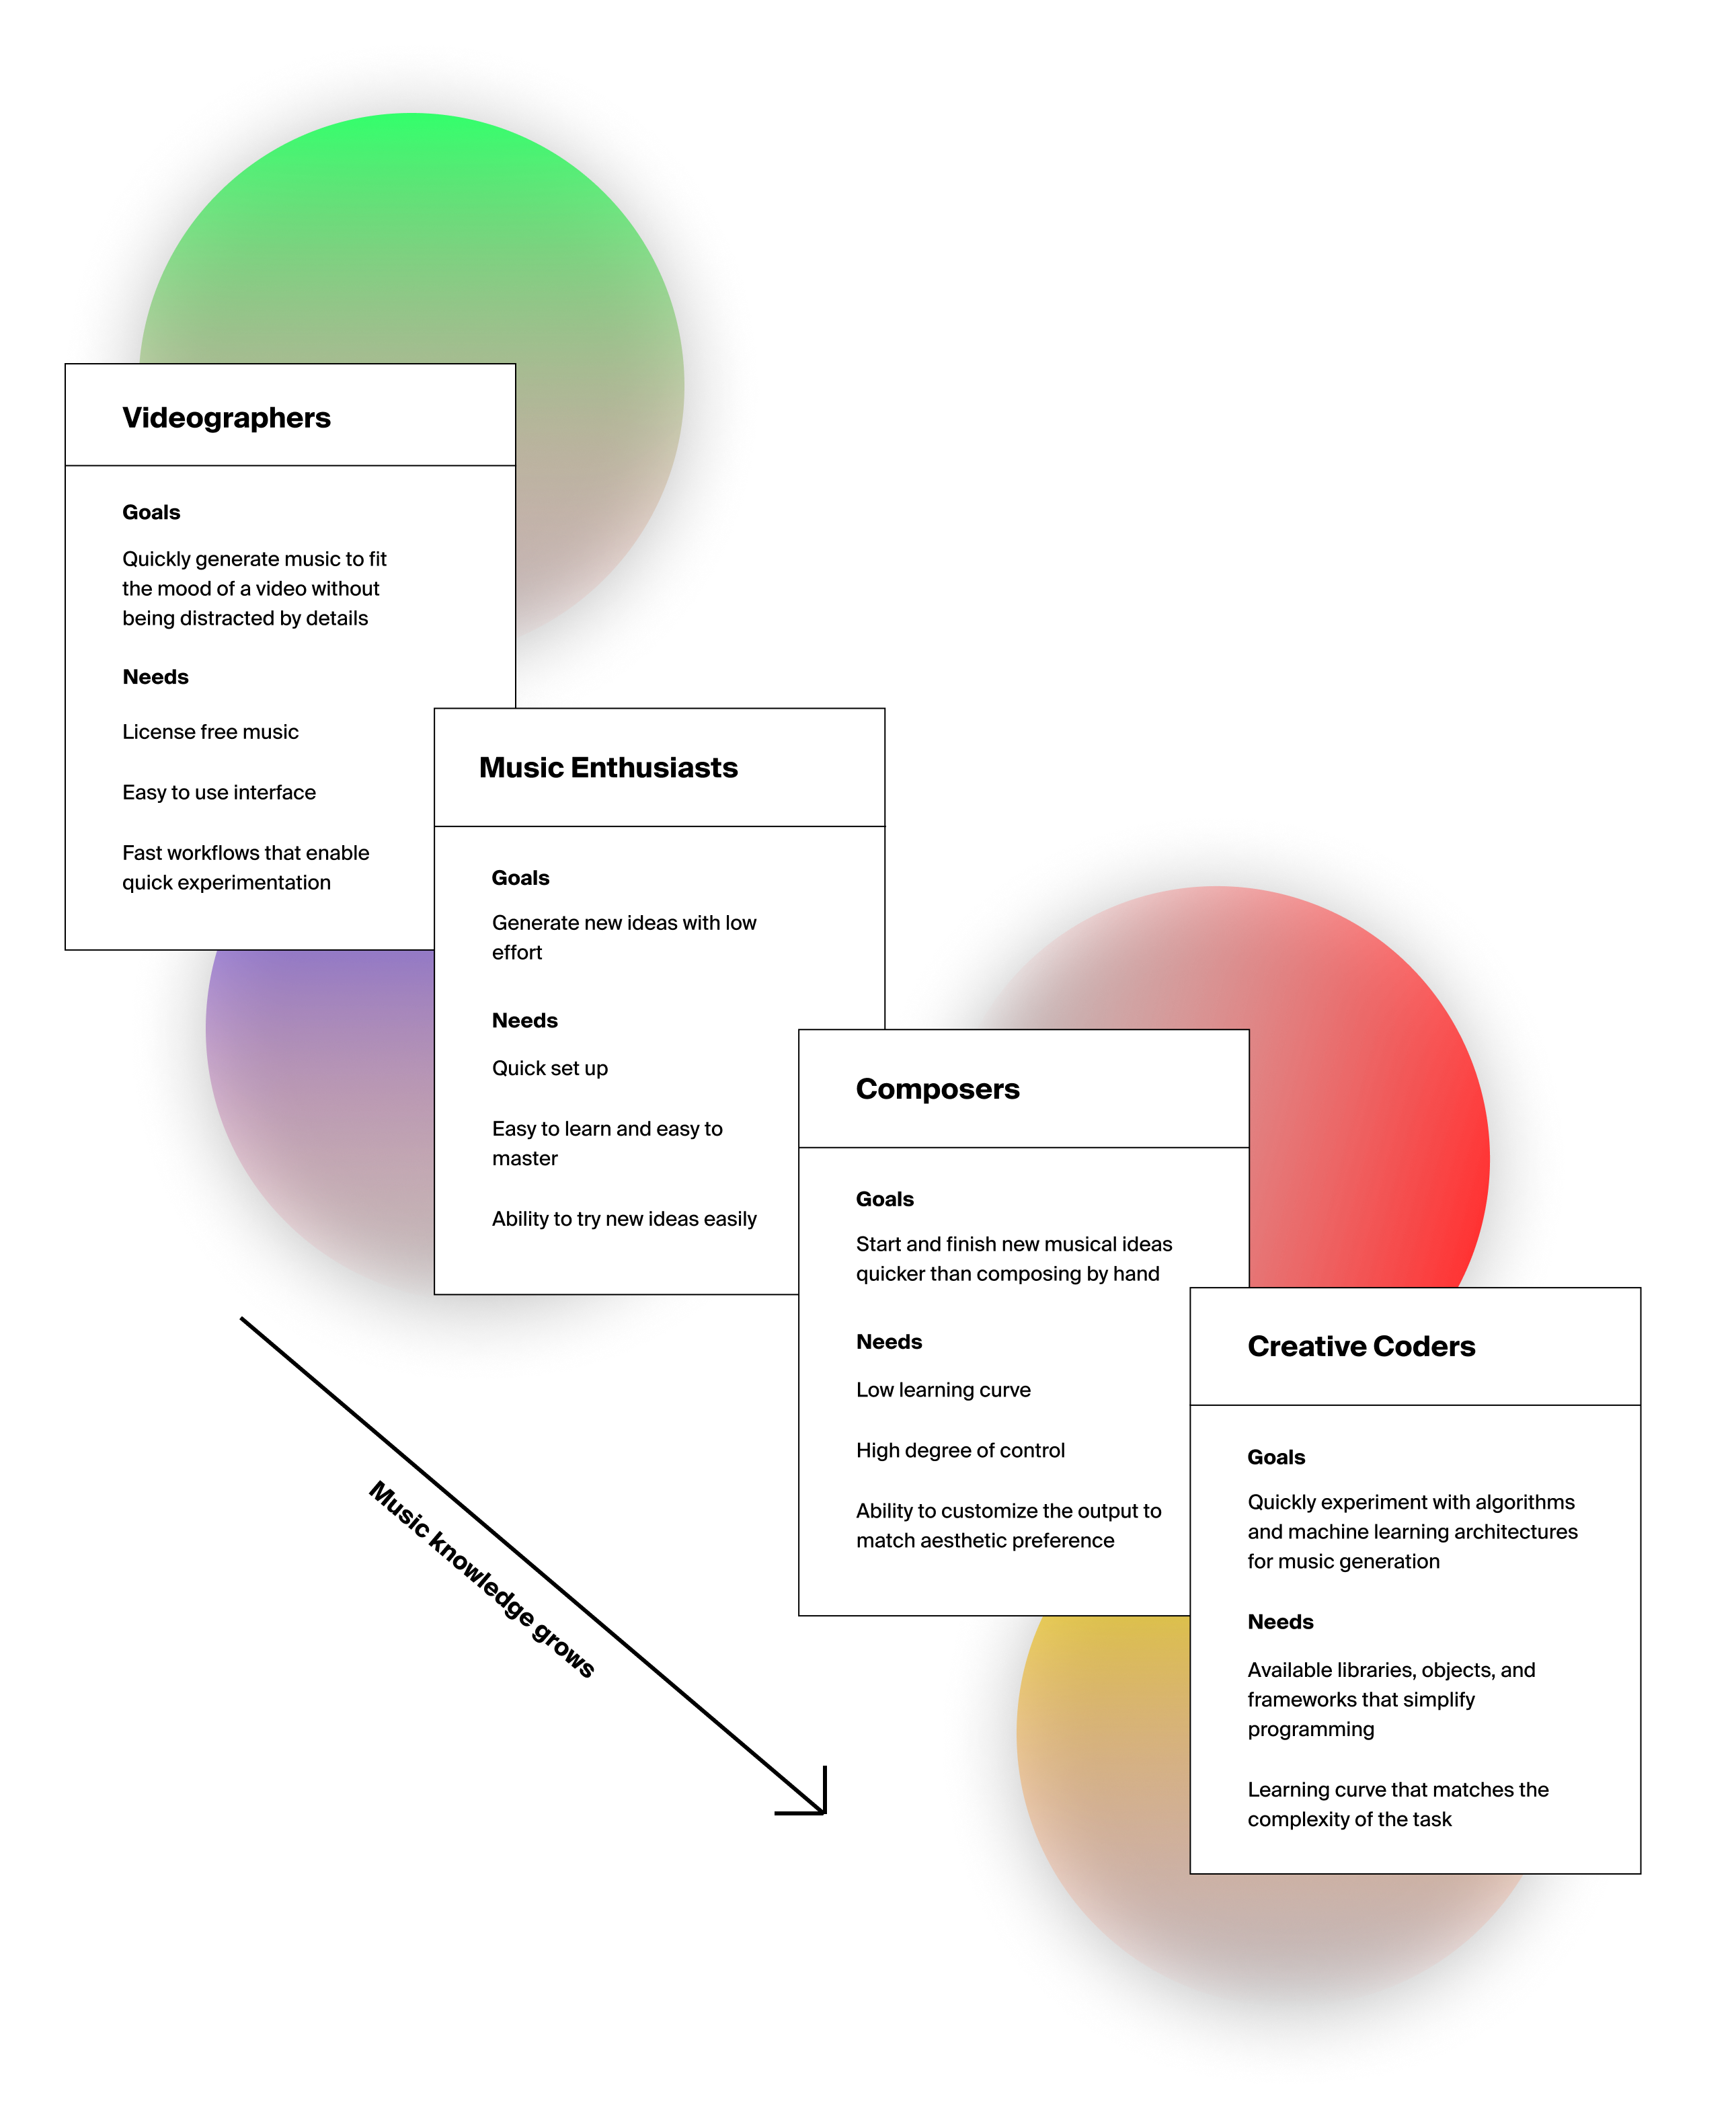 Videographers
Goals
Quickly generate music to fit
the mood of a video without
being distracted by details
Needs
License free music
Easy to use interface
Fast workflows that enable
quick experimentation
Music Enthusiasts
Goals
Generate new ideas with low
effort
Needs
Quick set up
Easy to learn and easy to
master
Ability to try new ideas easily
Composers
Goals
Start and finish new musical ideas
quicker than composing by hand
Needs
Low learning curve
High degree of control
Ability to customize the output to
match aesthetic preference
Creative Coders
Goals
Quickly experiment with algorithms
and machine learning architectures
for music generation
Needs
Available libraries, objects, and
frameworks that simplify
programming
Learning curve that matches the
complexity of the task
Music knowledge grows